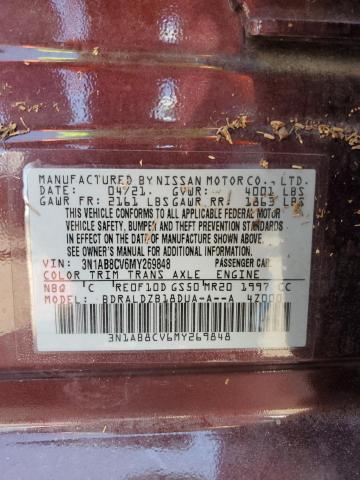 MANUFACTURED BY NISSAN MOTOR CO., LTD.
DATE: 04/21. GVWR: 4001 LBS
GAWR FR: 2161 LBS GAWR RR: 1863 LBS
THIS VEHICLE CONFORMS TO ALL APPLICABLE FEDERAL MOTOR
VEHICLE SAFETY, BUMPER, AND THEFT PREVENTION STANDARDS
IN EFFECT ON THE DATE OF MANUFACTURE SHOWN ABOVE.
SEE OWNER'S MANUAL OR
VIN: 3N1AB8CV6MY269848 PASSENGER CAR
COLOR TRIM TRANS AXLE ENGINE
NBQ C RE0F10D GS50 MR20 1997 CC
MODEL: BDRALDZB18DUA-A--A 4Z000
3N1AB8CV6MY269848